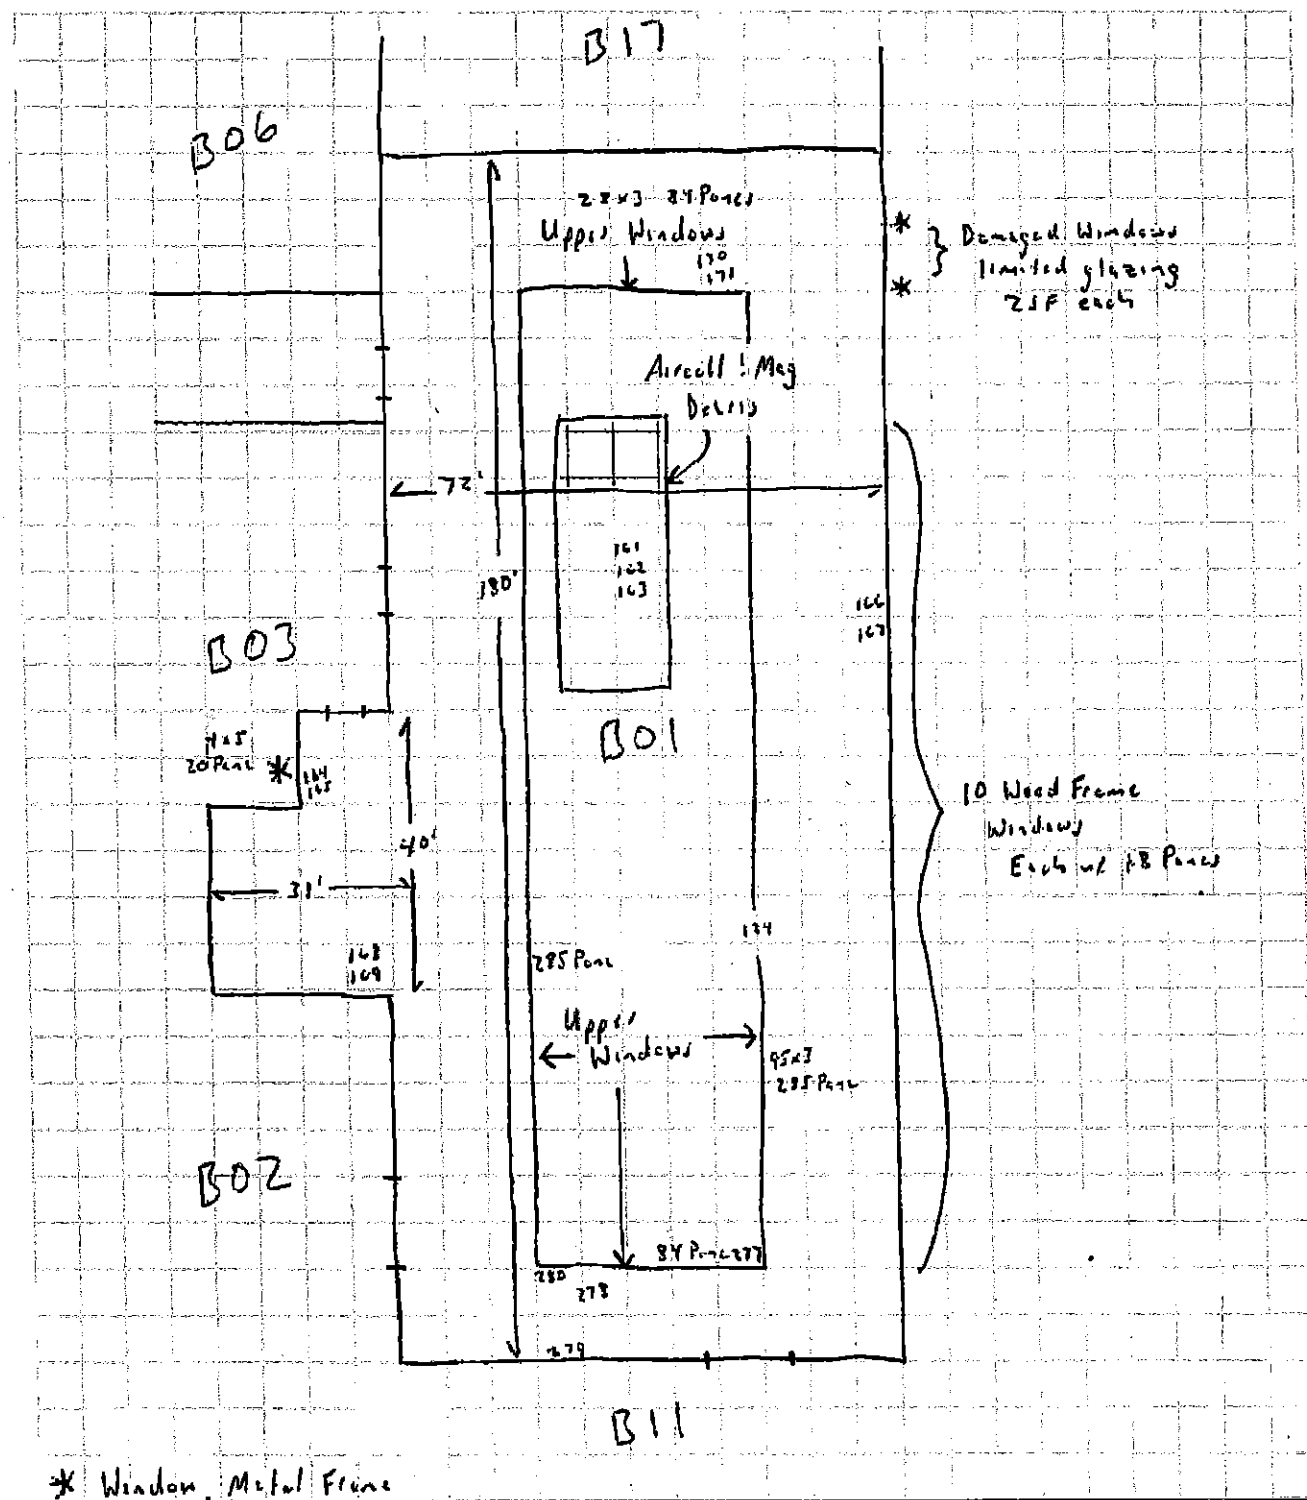 B17
B06
28x3 84 Panes
Upper Windows
170
171
* } Damaged Windows
* limited glazing
2SF each
Aircell ! Mag
Debris
72'
161
162
163
180'
166
167
B03
B01
4x5
20 Pane *
164
165
10 Wood Frame
Windows
Each w/ 18 Panes
40'
31'
168
169
285 Pane
Upper
Windows
95x3
285 Pane
B02
84 Pane 277
280
278
279
B11
* Window, Metal Frame